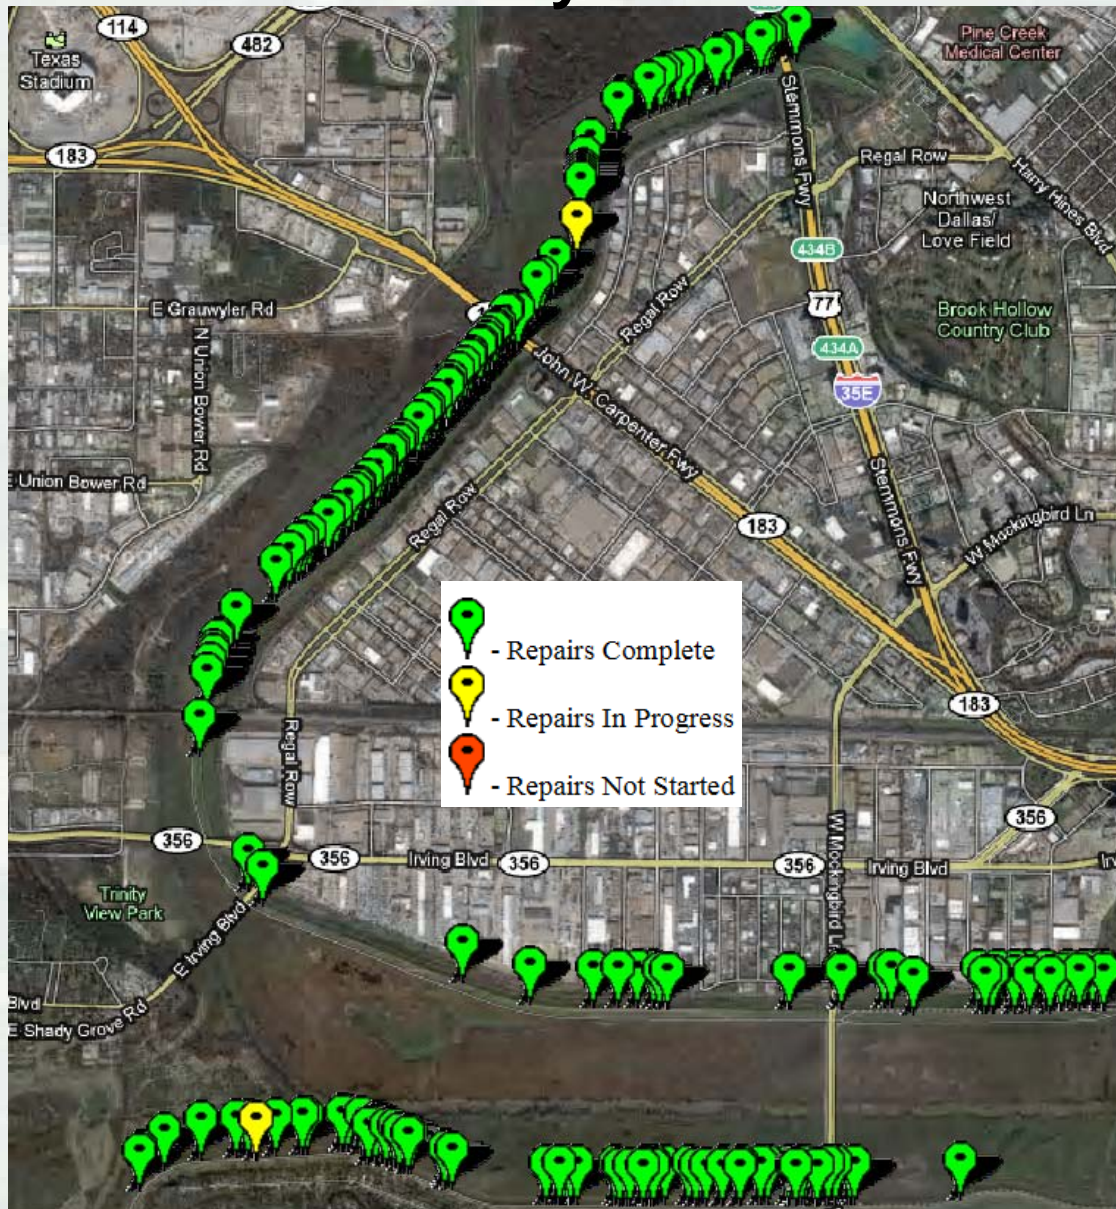 114
482
Texas
Stadium
183
Pine Creek
Medical Center
Stemmons Fwy
Regal Row
Harry Hines Blvd
Northwest
Dallas/
Love Field
434B
77
E Grauwyler Rd
N Union Bower Rd
Regal Row
Brook Hollow
Country Club
434A
35E
John W. Carpenter Fwy
E Union Bower Rd
Regal Row
183
Stemmons Fwy
W Mockingbird Ln
- Repairs Complete
- Repairs In Progress
- Repairs Not Started
183
Regal Row
356
356
Irving Blvd
356
356
Irving Blvd
356
W Mockingbird Ln
Trinity
View Park
E Irving Blvd
Blvd
E Shady Grove Rd